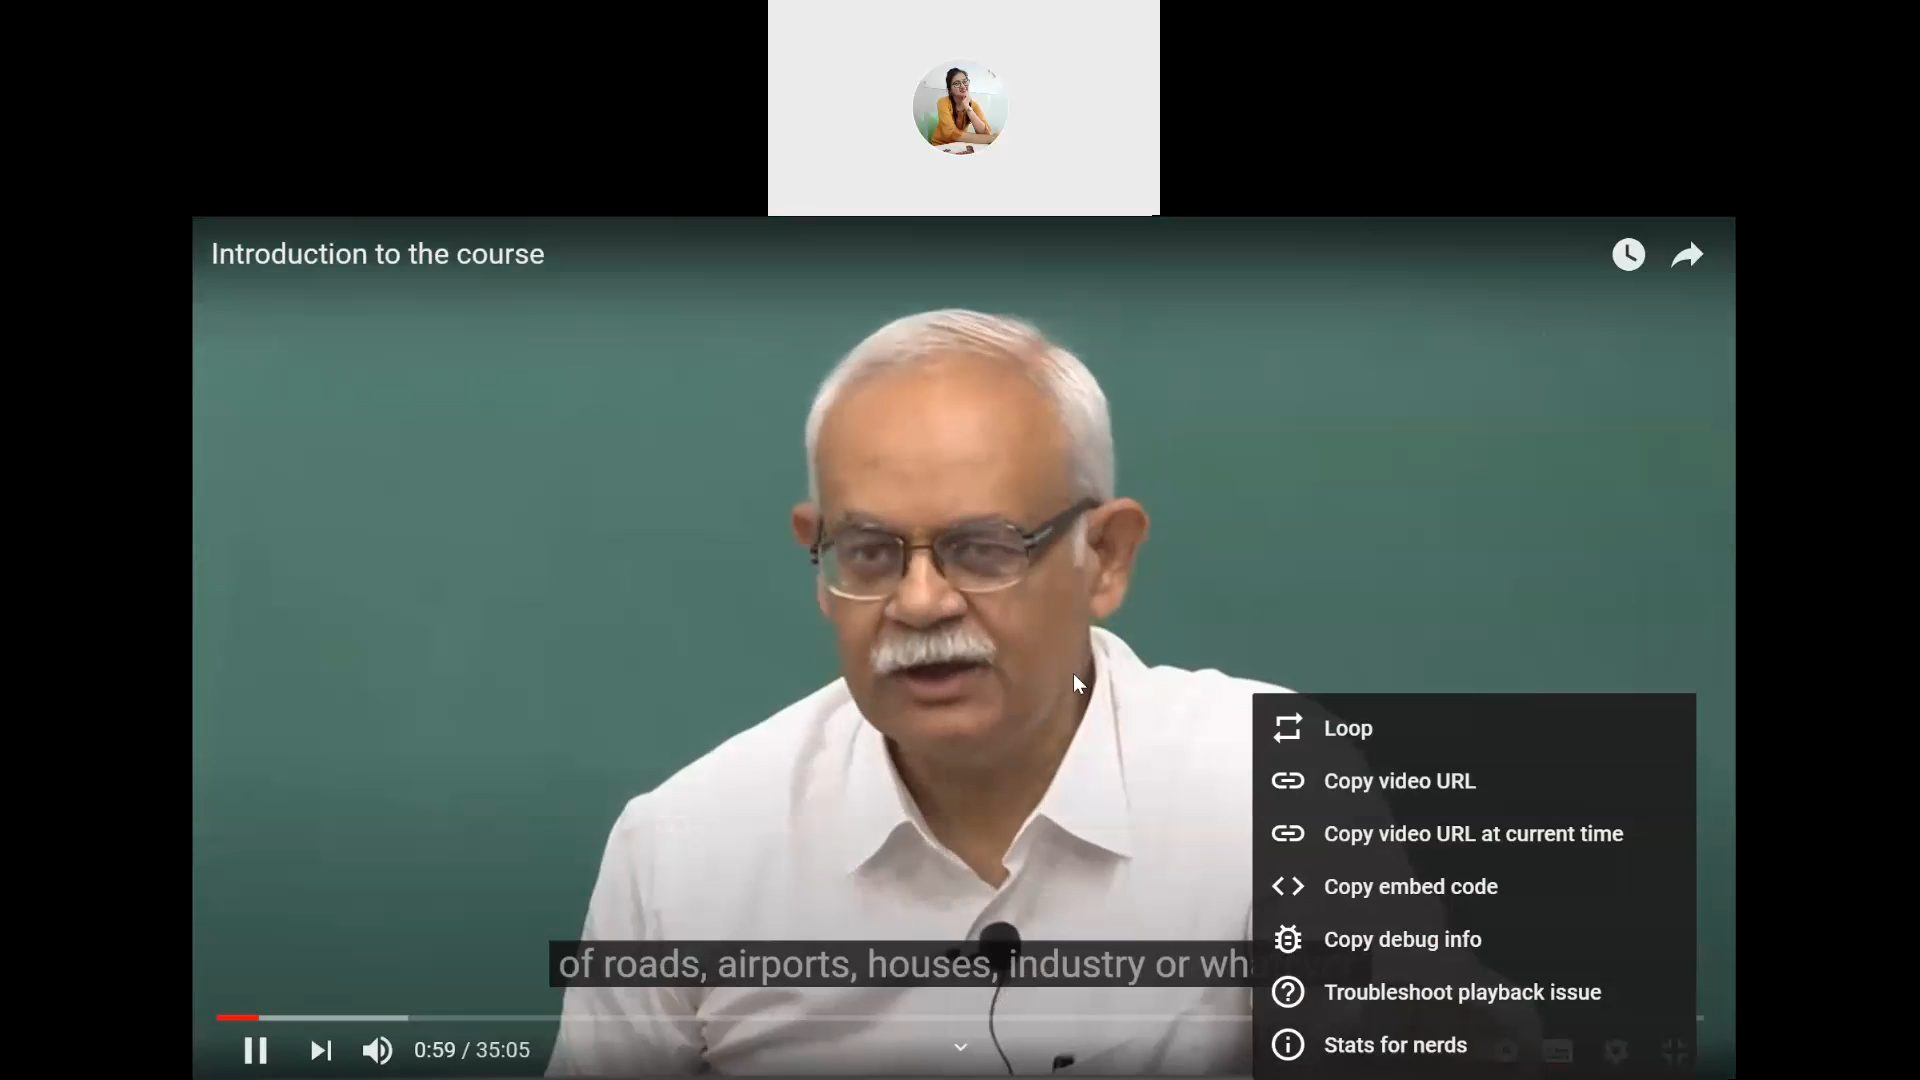 Introduction to the course
Loop
Copy video URL
Copy video URL at current time
Copy embed code
Copy debug info
of roads, airports, houses, industry or
Troubleshoot playback issue
0:59 / 35:05
Stats for nerds